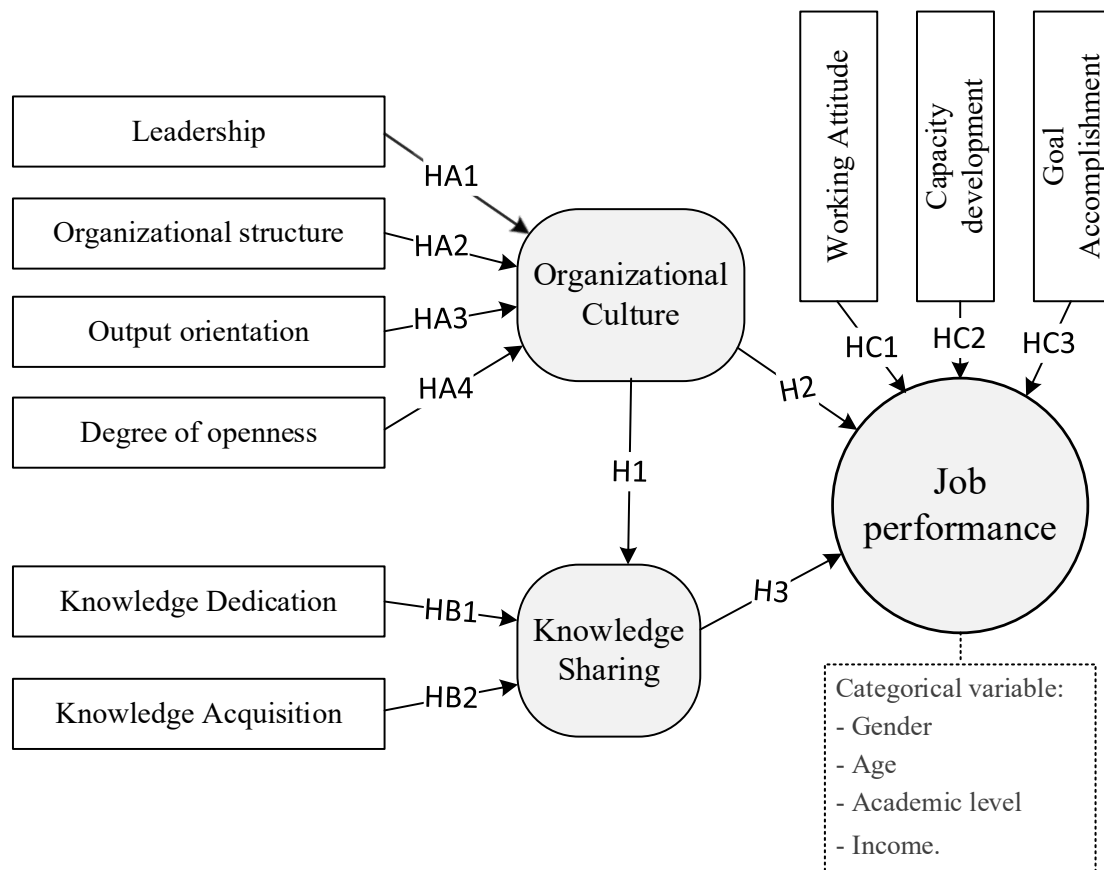 Leadership
HA1
Organizational structure
HA2
Output orientation
HA3
Degree of openness
HA4
Organizational
Culture
Working Attitude
Capacity
development
Goal
Accomplishment
HC1
HC2
HC3
H2
H1
Job
performance
Knowledge Dedication
HB1
Knowledge Acquisition
HB2
Knowledge
Sharing
H3
Categorical variable:
- Gender
- Age
- Academic level
- Income.